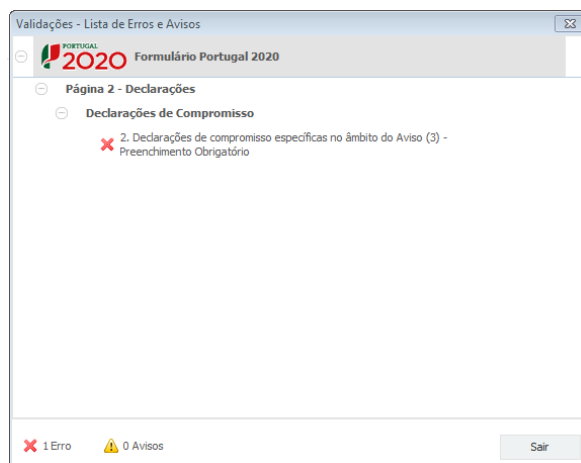 Validações - Lista de Erros e Avisos
PORTUGAL
2020 Formulário Portugal 2020
Página 2 - Declarações
Declarações de Compromisso
2. Declarações de compromisso específicas no âmbito do Aviso (3) -
Preenchimento Obrigatório
1 Erro 0 Avisos Sair